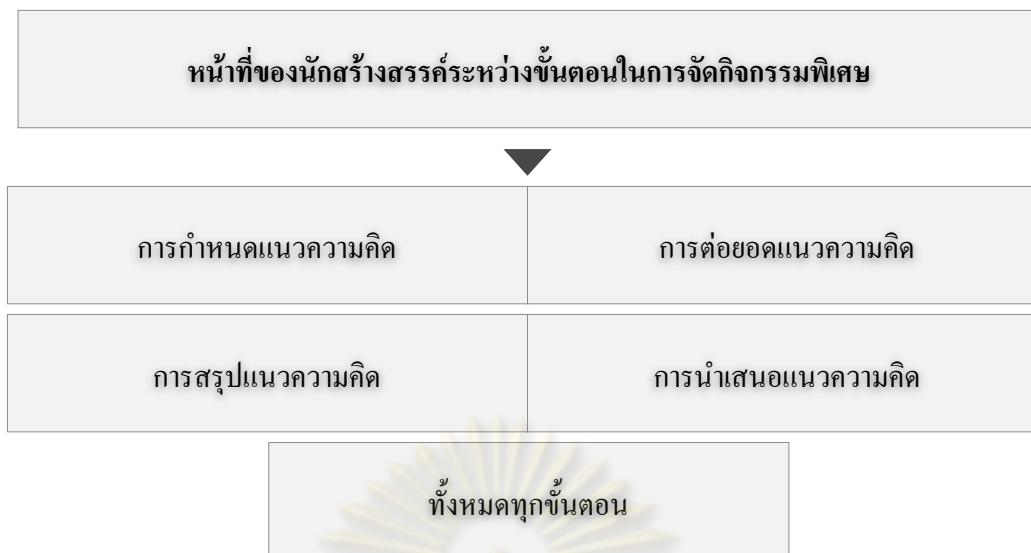 หน้าที่ของนักสร้างสรรค์ระหว่างขั้นตอนในการจัดกิจกรรมพิเศษ
การกำหนดแนวความคิด
การต่อยอดแนวความคิด
การสรุปแนวความคิด
การนำเสนอแนวความคิด
ทั้งหมดทุกขั้นตอน